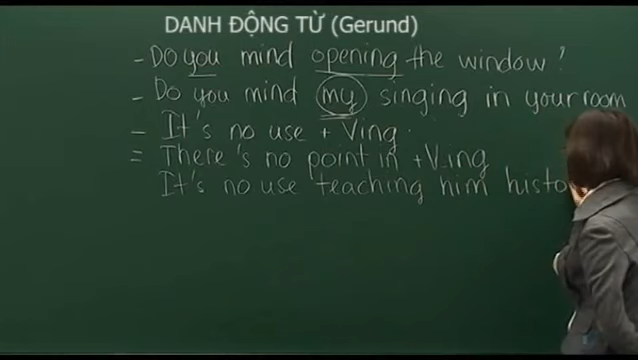 DANH ĐỘNG TỪ (Gerund)
- Do you mind opening the window?
- Do you mind my singing in your room
- It's no use + Ving.
= There's no point in + Ving
It's no use teaching him histo